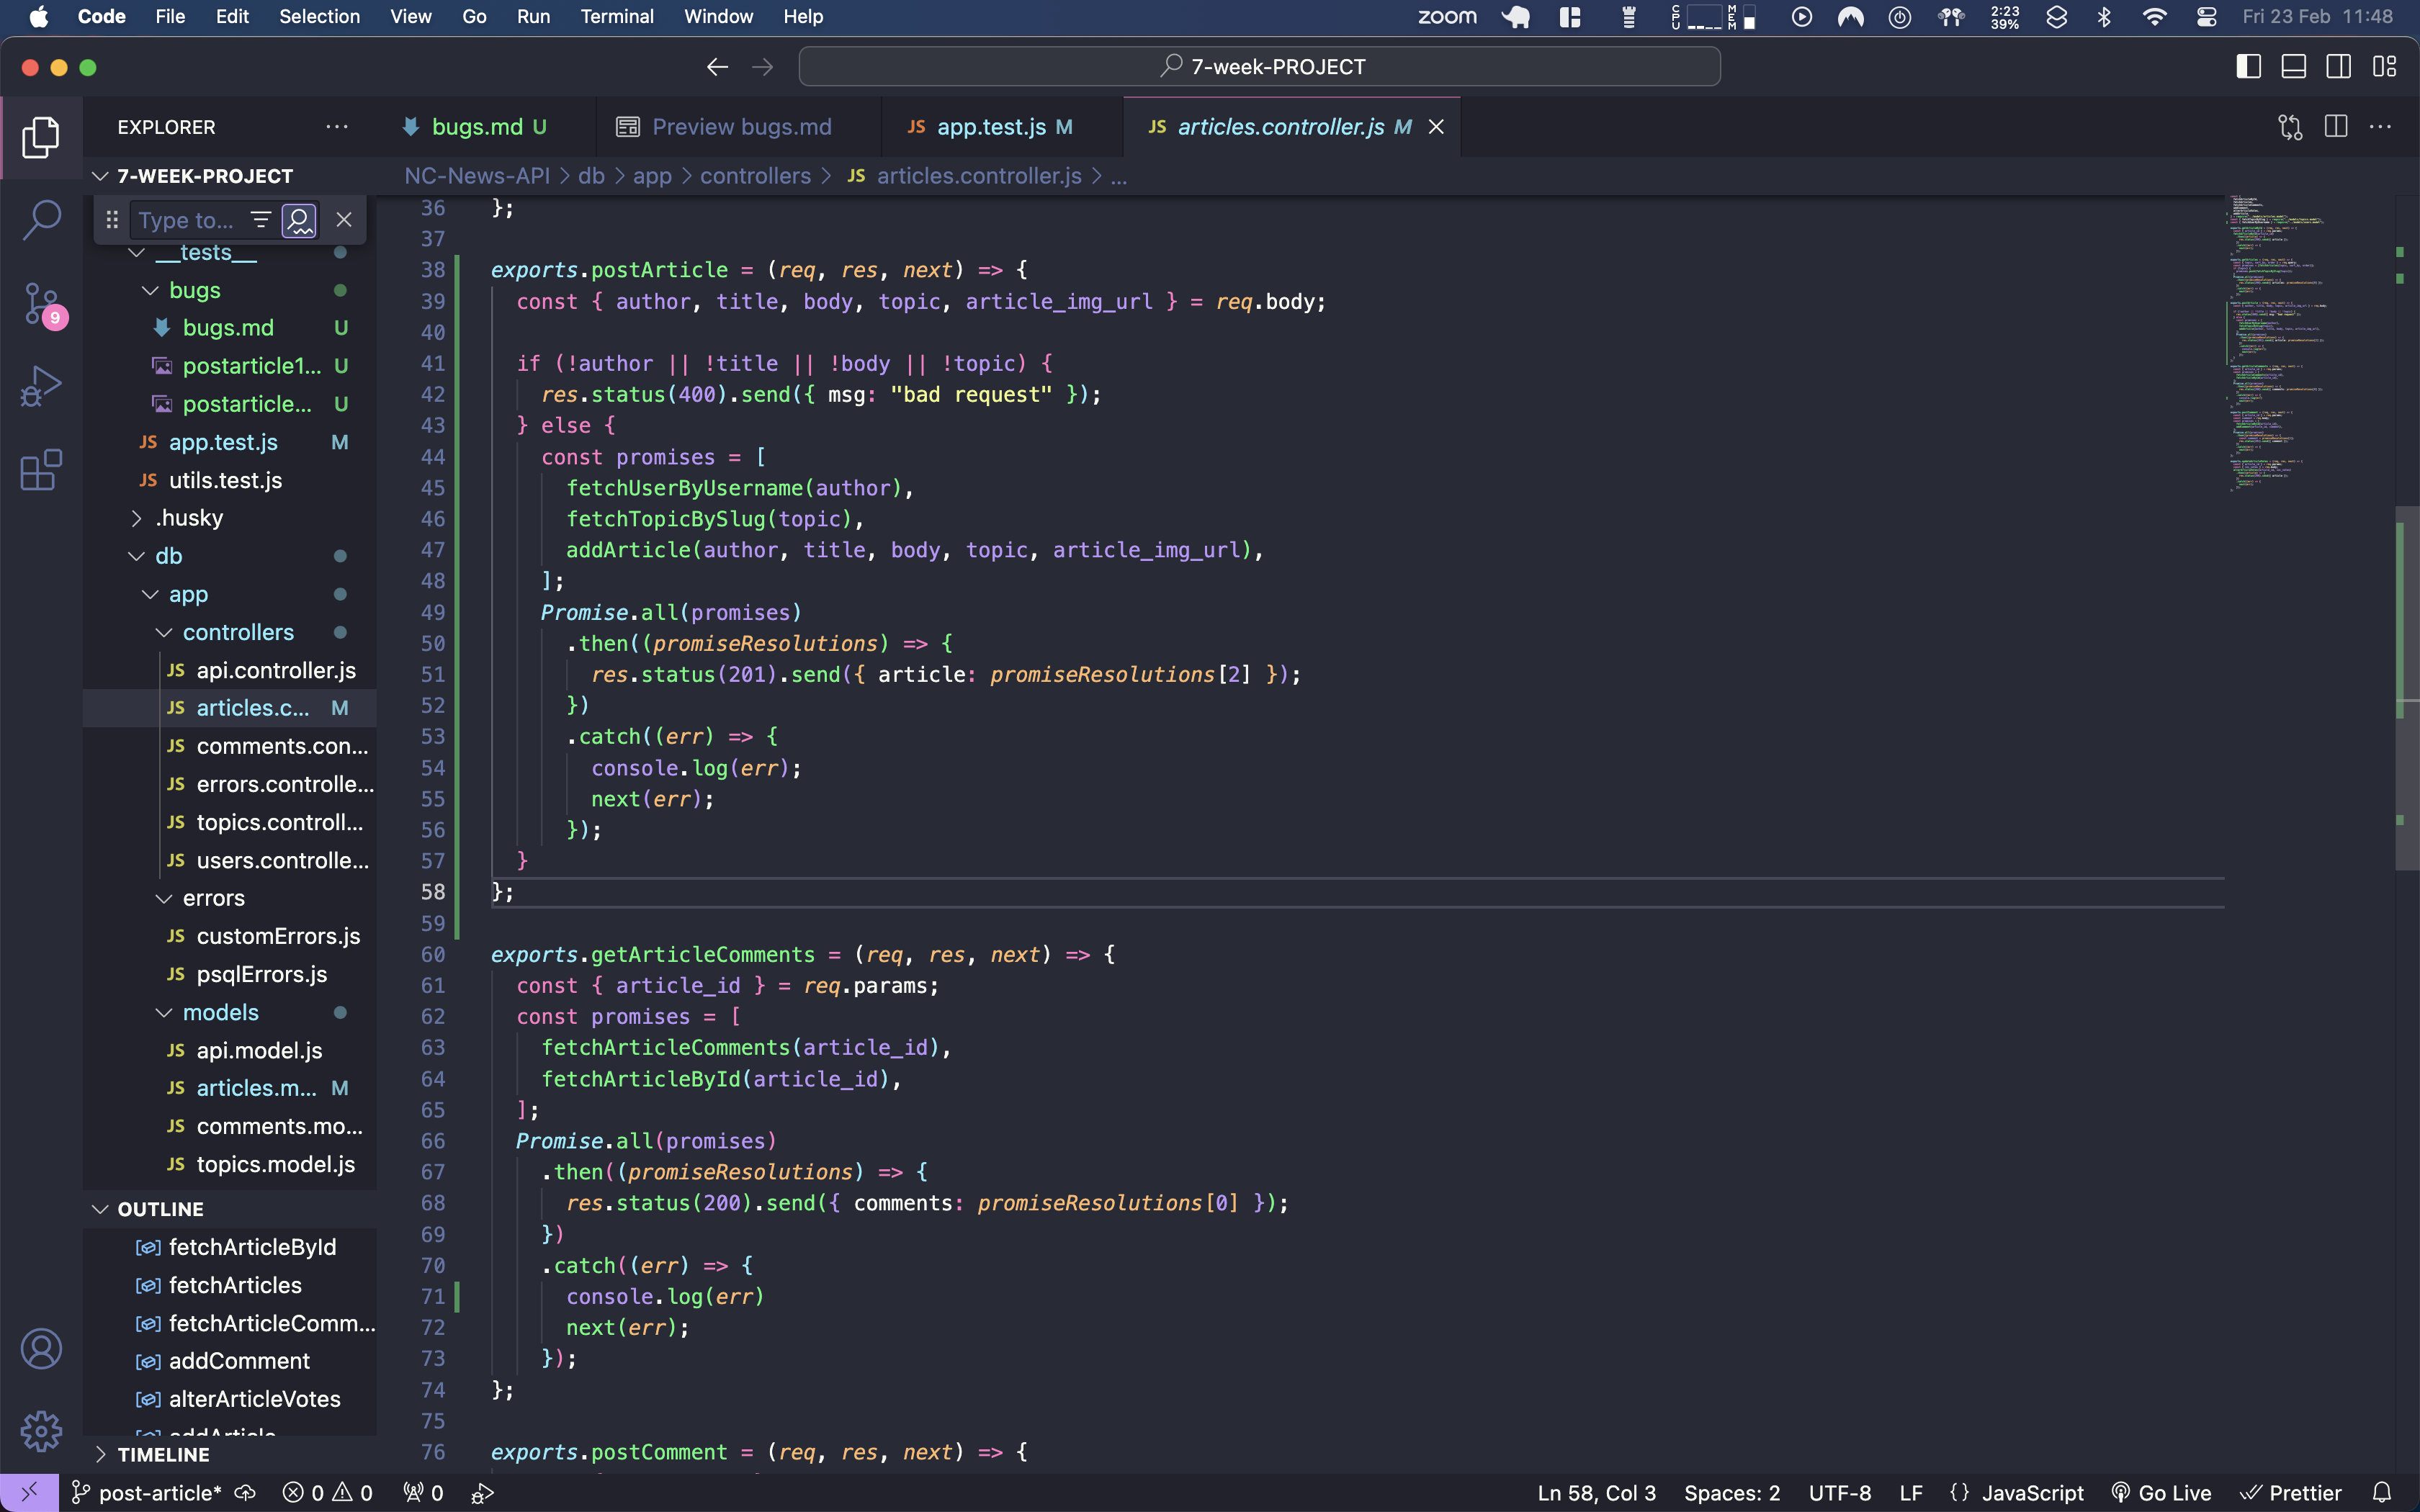 Code File Edit Selection View Go Run Terminal Window Help
zoom
CPU
MEM
2:23
39%
Fri 23 Feb 11:48
7-week-PROJECT
EXPLORER
bugs.md U
Preview bugs.md
JS app.test.js M
JS articles.controller.js M
7-WEEK-PROJECT
NC-News-API > db > app > controllers > JS articles.controller.js > ...
Type to...
__tests__
bugs
bugs.md U
postarticle1... U
postarticle... U
JS app.test.js M
JS utils.test.js
.husky
db
app
controllers
JS api.controller.js
JS articles.c... M
JS comments.con...
JS errors.controlle...
JS topics.controll...
JS users.controlle...
errors
JS customErrors.js
JS psqlErrors.js
models
JS api.model.js
JS articles.m... M
JS comments.mo...
JS topics.model.js
OUTLINE
fetchArticleById
fetchArticles
fetchArticleComm...
addComment
alterArticleVotes
addArticle
TIMELINE
9
36 };
37
38 exports.postArticle = (req, res, next) => {
39 const { author, title, body, topic, article_img_url } = req.body;
40
41 if (!author || !title || !body || !topic) {
42 res.status(400).send({ msg: "bad request" });
43 } else {
44 const promises = [
45 fetchUserByUsername(author),
46 fetchTopicBySlug(topic),
47 addArticle(author, title, body, topic, article_img_url),
48 ];
49 Promise.all(promises)
50 .then((promiseResolutions) => {
51 res.status(201).send({ article: promiseResolutions[2] });
52 })
53 .catch((err) => {
54 console.log(err);
55 next(err);
56 });
57 }
58 };
59
60 exports.getArticleComments = (req, res, next) => {
61 const { article_id } = req.params;
62 const promises = [
63 fetchArticleComments(article_id),
64 fetchArticleById(article_id),
65 ];
66 Promise.all(promises)
67 .then((promiseResolutions) => {
68 res.status(200).send({ comments: promiseResolutions[0] });
69 })
70 .catch((err) => {
71 console.log(err)
72 next(err);
73 });
74 };
75
76 exports.postComment = (req, res, next) => {
post-article* 0 0 0
Ln 58, Col 3 Spaces: 2 UTF-8 LF {} JavaScript Go Live Prettier